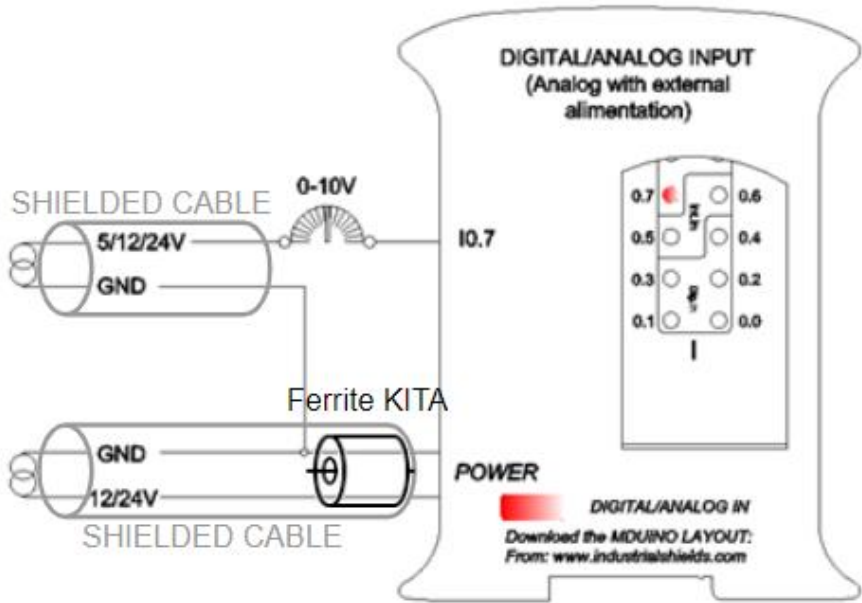 DIGITAL/ANALOG INPUT
(Analog with external
alimentation)
0-10V
SHIELDED CABLE
5/12/24V
I0.7
GND
0.7
0.6
0.5
0.4
0.3
0.2
0.1
0.0
I
Ferrite KITA
GND
12/24V
SHIELDED CABLE
POWER
DIGITAL/ANALOG IN
Download the MDUINO LAYOUT:
From: www.industrialshields.com